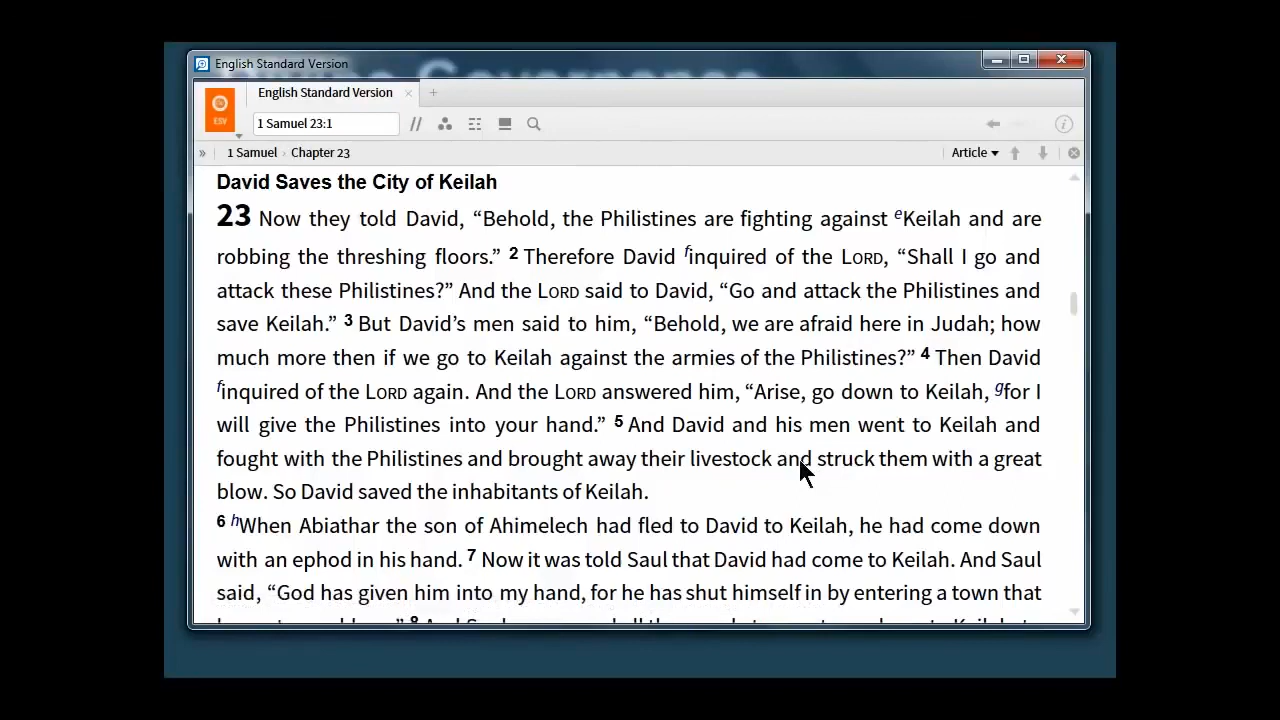 Governance
English Standard Version
English Standard Version
ESV
1 Samuel 23:1
1 Samuel › Chapter 23
Article
David Saves the City of Keilah
23 Now they told David, “Behold, the Philistines are fighting against eKeilah and are
robbing the threshing floors.” 2 Therefore David finquired of the LORD, “Shall I go and
attack these Philistines?” And the LORD said to David, “Go and attack the Philistines and
save Keilah.” 3 But David’s men said to him, “Behold, we are afraid here in Judah; how
much more then if we go to Keilah against the armies of the Philistines?” 4 Then David
finquired of the LORD again. And the LORD answered him, “Arise, go down to Keilah, gfor I
will give the Philistines into your hand.” 5 And David and his men went to Keilah and
fought with the Philistines and brought away their livestock and struck them with a great
blow. So David saved the inhabitants of Keilah.
6 hWhen Abiathar the son of Ahimelech had fled to David to Keilah, he had come down
with an ephod in his hand. 7 Now it was told Saul that David had come to Keilah. And Saul
said, “God has given him into my hand, for he has shut himself in by entering a town that